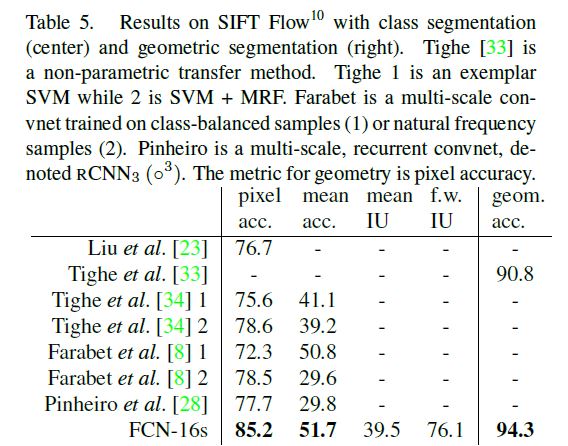 Table 5. Results on SIFT Flow¹⁰ with class segmentation
(center) and geometric segmentation (right). Tighe [33] is
a non-parametric transfer method. Tighe 1 is an exemplar
SVM while 2 is SVM + MRF. Farabet is a multi-scale con-
vnet trained on class-balanced samples (1) or natural frequency
samples (2). Pinheiro is a multi-scale, recurrent convnet, de-
noted RCNN₃ (∘³). The metric for geometry is pixel accuracy.
pixel mean mean f.w. geom.
acc. acc. IU IU acc.
Liu et al. [23] 76.7 - - - -
Tighe et al. [33] - - - - 90.8
Tighe et al. [34] 1 75.6 41.1 - - -
Tighe et al. [34] 2 78.6 39.2 - - -
Farabet et al. [8] 1 72.3 50.8 - - -
Farabet et al. [8] 2 78.5 29.6 - - -
Pinheiro et al. [28] 77.7 29.8 - - -
FCN-16s 85.2 51.7 39.5 76.1 94.3